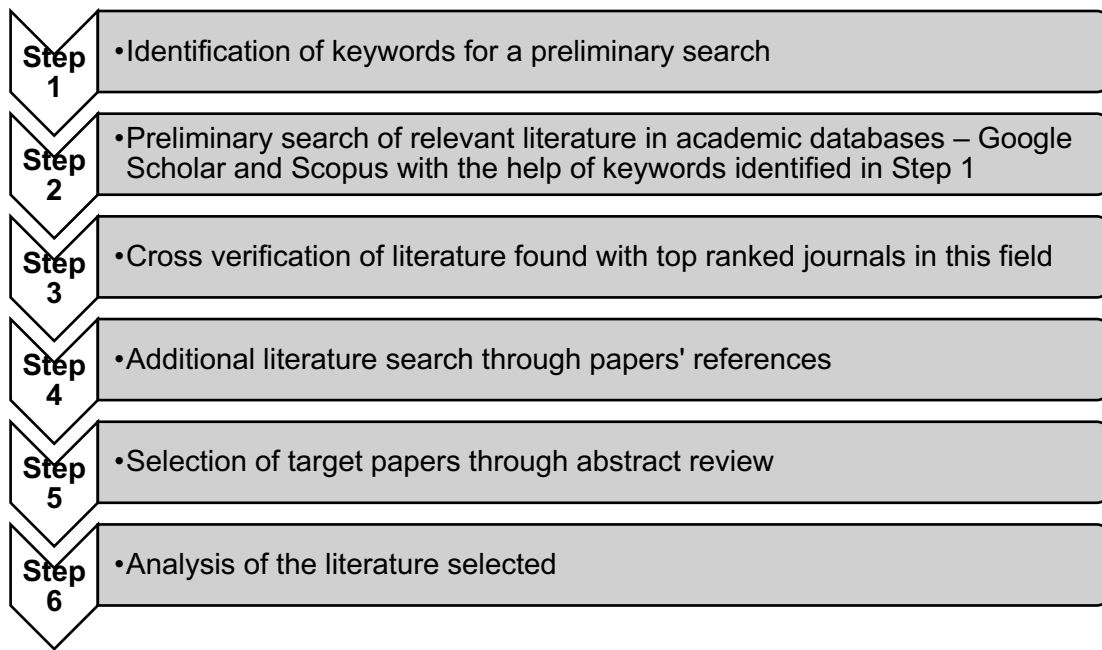 Step
1
•Identification of keywords for a preliminary search
Step
2
•Preliminary search of relevant literature in academic databases – Google
Scholar and Scopus with the help of keywords identified in Step 1
Step
3
•Cross verification of literature found with top ranked journals in this field
Step
4
•Additional literature search through papers' references
Step
5
•Selection of target papers through abstract review
Step
6
•Analysis of the literature selected